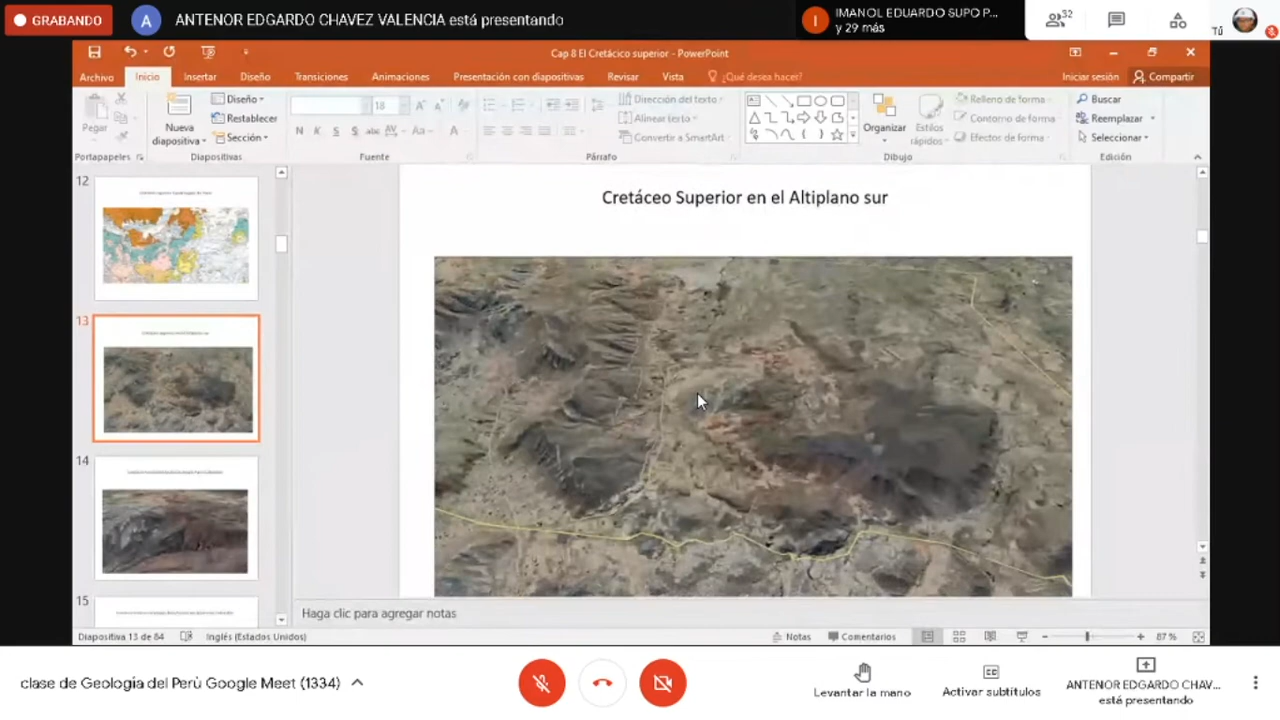 GRABANDO
A
ANTENOR EDGARDO CHAVEZ VALENCIA está presentando
I
IMANOL EDUARDO SUPO P...
y 29 más
32
Tú
Cap 8 El Cretácico superior - PowerPoint
Archivo Inicio Insertar Diseño Transiciones Animaciones Presentación con diapositivas Revisar Vista ¿Qué desea hacer? Iniciar sesión Compartir
Pegar
Nueva diapositiva
Diseño
Restablecer
Sección
18
N K S S abc AV Aa A
Dirección del texto
Alinear texto
Convertir a SmartArt
Organizar
Estilos rápidos
Relleno de forma
Contorno de forma
Efectos de forma
Buscar
Reemplazar
Seleccionar
Portapapeles Diapositivas Fuente Párrafo Dibujo Edición
12
13
14
15
Cretáceo Superior en el Altiplano sur
Haga clic para agregar notas
Diapositiva 13 de 84 Inglés (Estados Unidos) Notas Comentarios 87 %
clase de Geología del Perú Google Meet (1334)
Levantar la mano
Activar subtítulos
ANTENOR EDGARDO CHAV...
está presentando